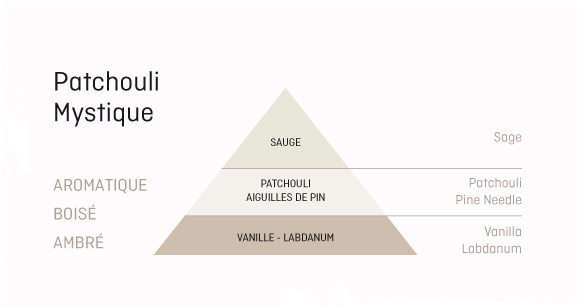 Patchouli
Mystique
AROMATIQUE
BOISÉ
AMBRÉ
SAUGE
PATCHOULI
AIGUILLES DE PIN
VANILLE - LABDANUM
Sage
Patchouli
Pine Needle
Vanilla
Labdanum